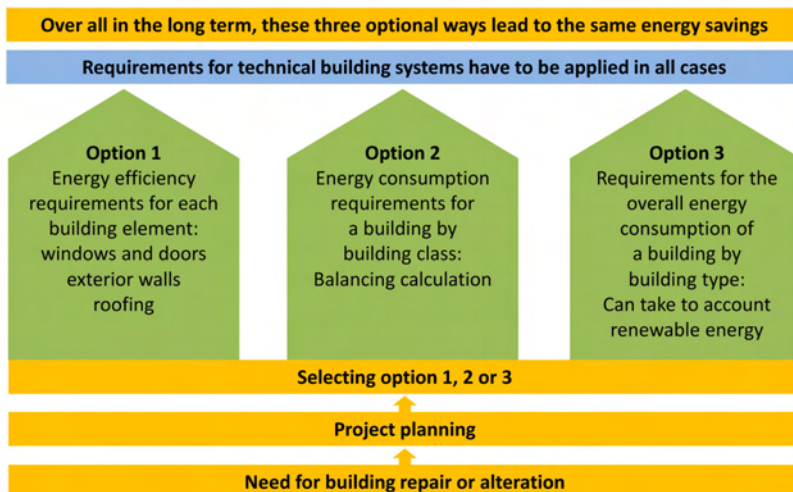 Over all in the long term, these three optional ways lead to the same energy savings
Requirements for technical building systems have to be applied in all cases
Option 1
Energy efficiency
requirements for each
building element:
windows and doors
exterior walls
roofing
Option 2
Energy consumption
requirements for
a building by
building class:
Balancing calculation
Option 3
Requirements for the
overall energy
consumption of
a building by
building type:
Can take to account
renewable energy
Selecting option 1, 2 or 3
Project planning
Need for building repair or alteration